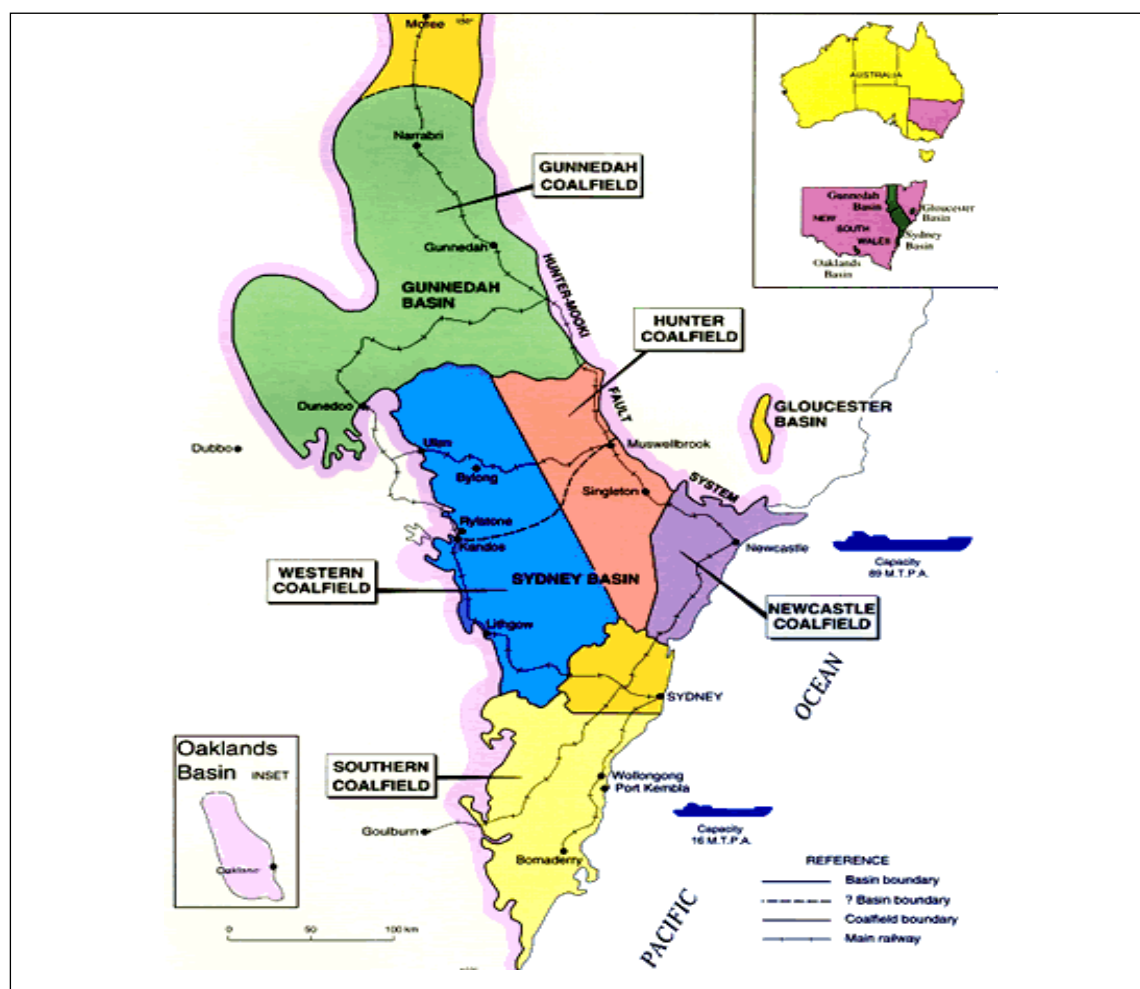 Moree
150°
AUSTRALIA
Narrabri
GUNNEDAH
COALFIELD
Gunnedah
Basin
Gloucester
Basin
NEW
SOUTH
WALES
Sydney
Basin
Oaklands
Basin
Gunnedah
HUNTER-MOOKI
GUNNEDAH
BASIN
HUNTER
COALFIELD
FAULT
Dunedoo
GLOUCESTER
BASIN
Dubbo
Ulan
Muswellbrook
Bylong
SYSTEM
Singleton
Rylstone
Kandos
Newcastle
Capacity
89 M.T.P.A.
WESTERN
COALFIELD
SYDNEY BASIN
NEWCASTLE
COALFIELD
Lithgow
OCEAN
SYDNEY
Oaklands
Basin INSET
SOUTHERN
COALFIELD
Wollongong
Port Kembla
Goulburn
Capacity
16 M.T.P.A.
Bomaderry
REFERENCE
Basin boundary
? Basin boundary
Coalfield boundary
Main railway
PACIFIC
0 50 100 km